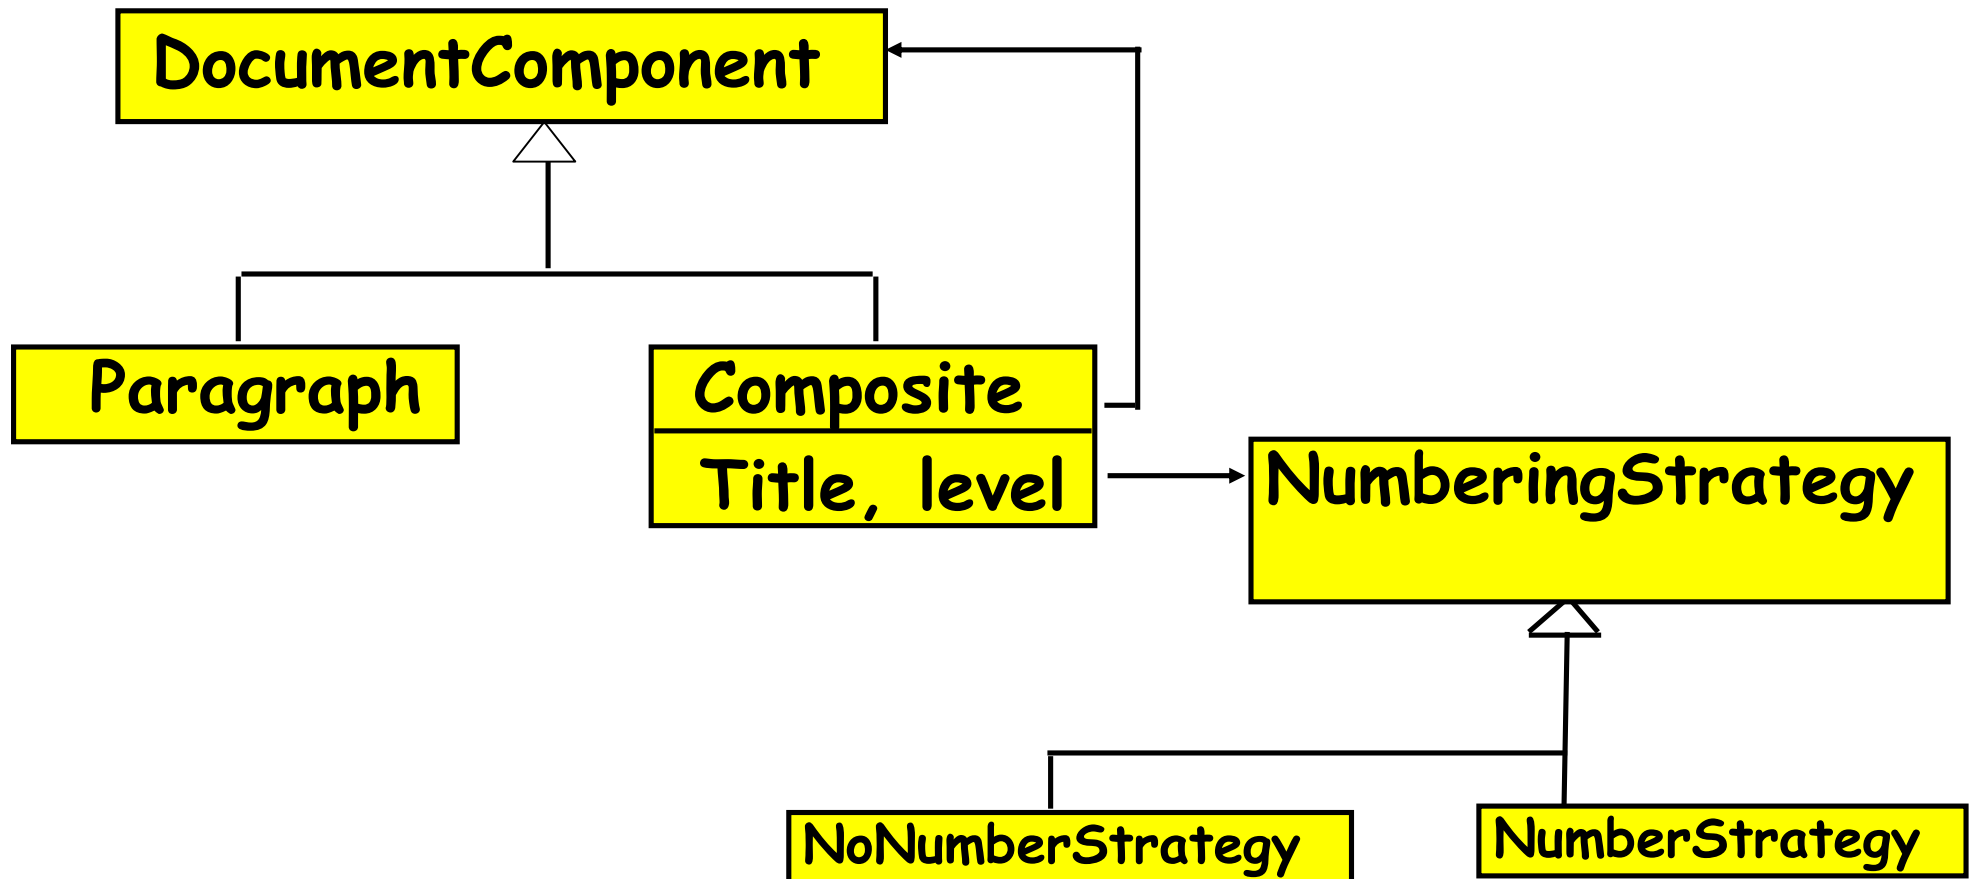 DocumentComponent
Paragraph
Composite
Title, level
NumberingStrategy
NoNumberStrategy
NumberStrategy